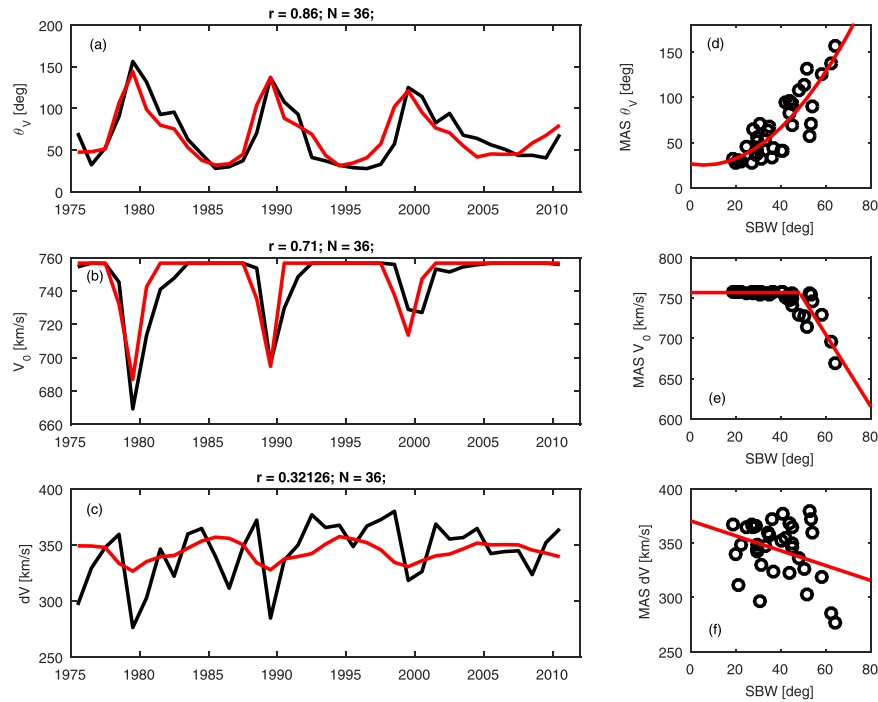 r = 0.86; N = 36;
(a)
θV [deg]
200
150
100
50
0
1975 1980 1985 1990 1995 2000 2005 2010
(d)
MAS θV [deg]
150
100
50
0
0 20 40 60 80
SBW [deg]
r = 0.71; N = 36;
(b)
V0 [km/s]
760
740
720
700
680
660
1975 1980 1985 1990 1995 2000 2005 2010
(e)
MAS V0 [km/s]
800
750
700
650
600
0 20 40 60 80
SBW [deg]
r = 0.32126; N = 36;
(c)
dV [km/s]
400
350
300
250
1975 1980 1985 1990 1995 2000 2005 2010
(f)
MAS dV [km/s]
400
350
300
250
0 20 40 60 80
SBW [deg]